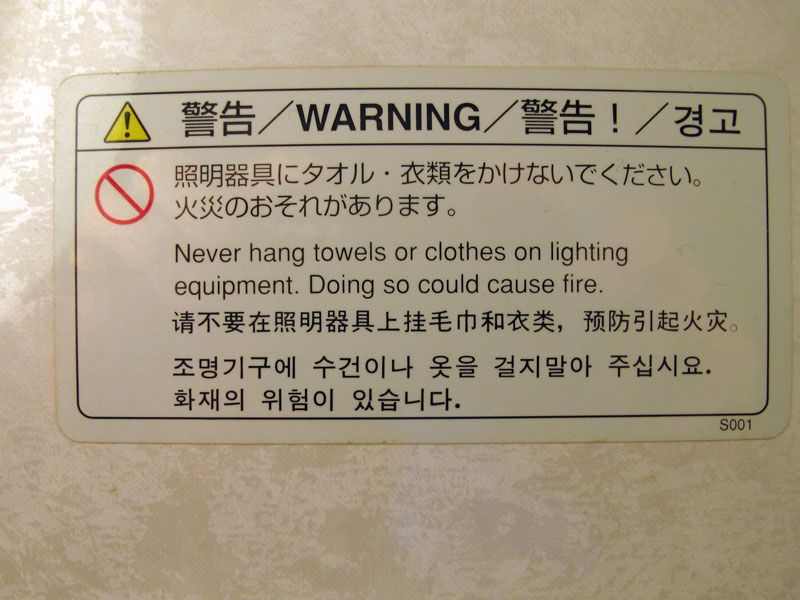 警告／WARNING／警告！／경고
照明器具にタオル・衣類をかけないでください。
火災のおそれがあります。
Never hang towels or clothes on lighting
equipment. Doing so could cause fire.
请不要在照明器具上挂毛巾和衣类，预防引起火灾。
조명기구에 수건이나 옷을 걸지말아 주십시요.
화재의 위험이 있습니다.
S001